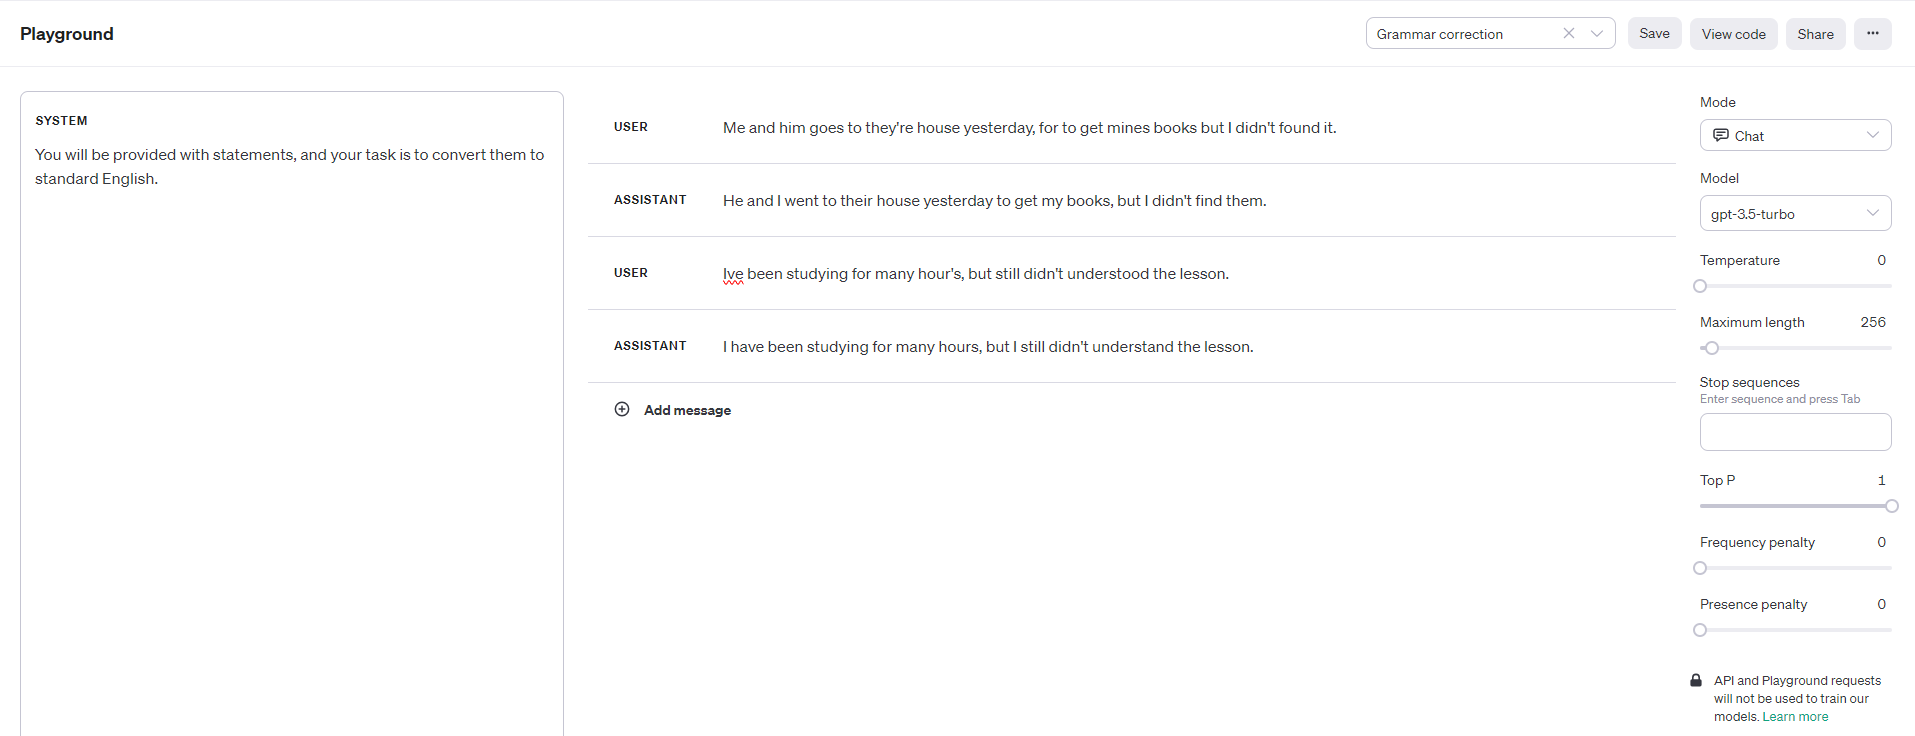 Playground
Grammar correction
Save
View code
Share
SYSTEM
You will be provided with statements, and your task is to convert them to
standard English.
USER
Me and him goes to they're house yesterday, for to get mines books but I didn't found it.
ASSISTANT
He and I went to their house yesterday to get my books, but I didn't find them.
USER
Ive been studying for many hour's, but still didn't understood the lesson.
ASSISTANT
I have been studying for many hours, but I still didn't understand the lesson.
Add message
Mode
Chat
Model
gpt-3.5-turbo
Temperature 0
Maximum length 256
Stop sequences
Enter sequence and press Tab
Top P 1
Frequency penalty 0
Presence penalty 0
API and Playground requests
will not be used to train our
models. Learn more